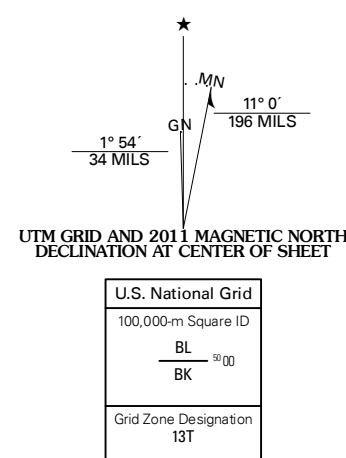 ★
MN
11° 0´
196 MILS
GN
1° 54´
34 MILS
UTM GRID AND 2011 MAGNETIC NORTH
DECLINATION AT CENTER OF SHEET
U.S. National Grid
100,000-m Square ID
BL
50 00
BK
Grid Zone Designation
13T